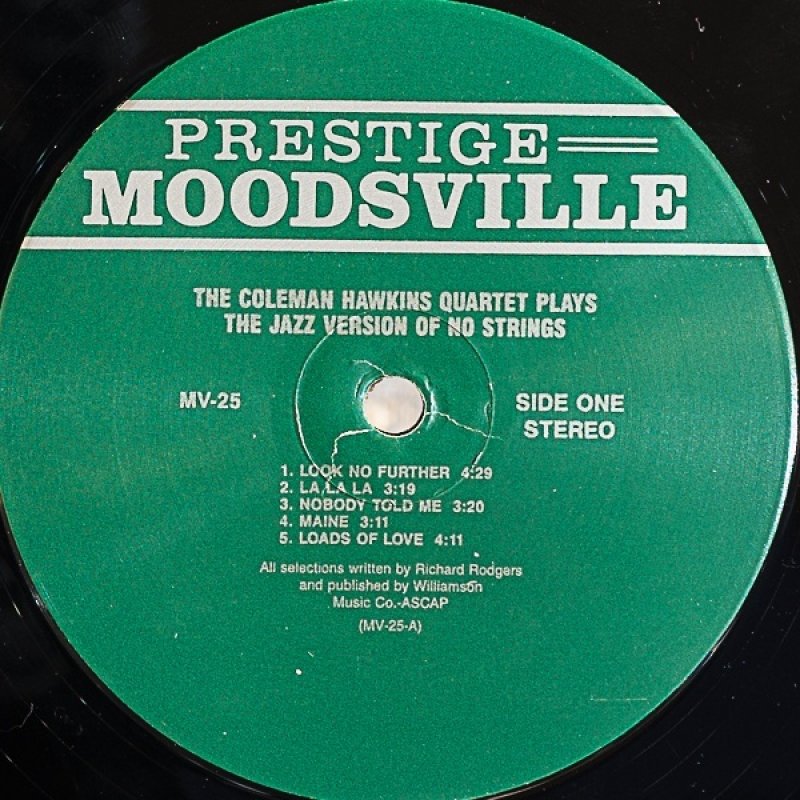 PRESTIGE
MOODSVILLE
THE COLEMAN HAWKINS QUARTET PLAYS
THE JAZZ VERSION OF NO STRINGS
MV-25
SIDE ONE
STEREO
1. LOOK NO FURTHER 4:29
2. LA LA LA 3:19
3. NOBODY TOLD ME 3:20
4. MAINE 3:11
5. LOADS OF LOVE 4:11
All selections written by Richard Rodgers
and published by Williamson
Music Co.-ASCAP
(MV-25-A)